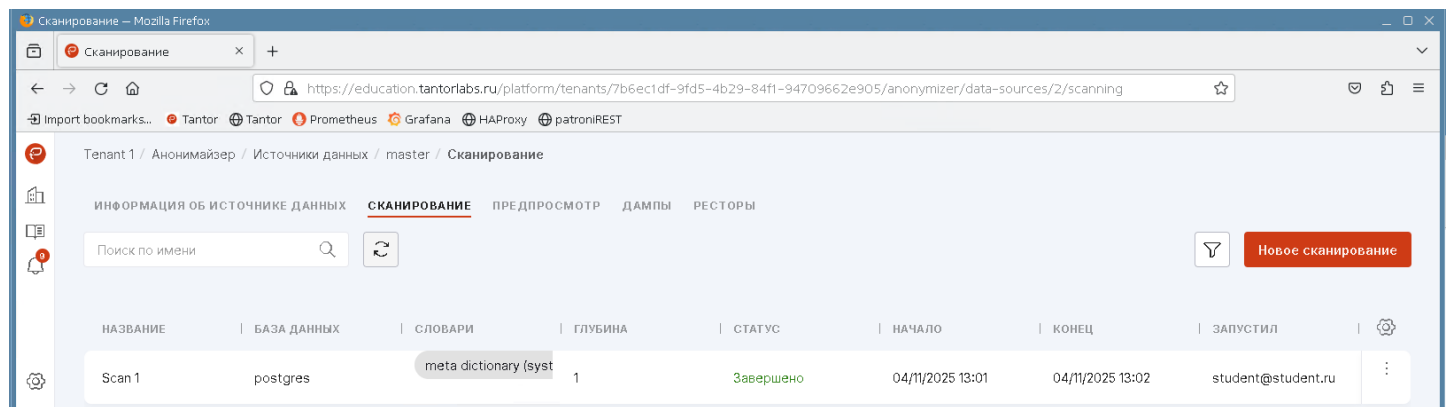 Сканирование — Mozilla Firefox
Сканирование
https://education.tantorlabs.ru/platform/tenants/7b6ec1df-9fd5-4b29-84f1-94709662e905/anonymizer/data-sources/2/scanning
Import bookmarks... Tantor Tantor Prometheus Grafana HAProxy patroniREST
Tenant 1 / Анонимайзер / Источники данных / master / Сканирование
ИНФОРМАЦИЯ ОБ ИСТОЧНИКЕ ДАННЫХ СКАНИРОВАНИЕ ПРЕДПРОСМОТР ДАМПЫ РЕСТОРЫ
Поиск по имени Новое сканирование
9
НАЗВАНИЕ БАЗА ДАННЫХ СЛОВАРИ ГЛУБИНА СТАТУС НАЧАЛО КОНЕЦ ЗАПУСТИЛ
Scan 1 postgres meta dictionary (syst 1 Завершено 04/11/2025 13:01 04/11/2025 13:02 student@student.ru